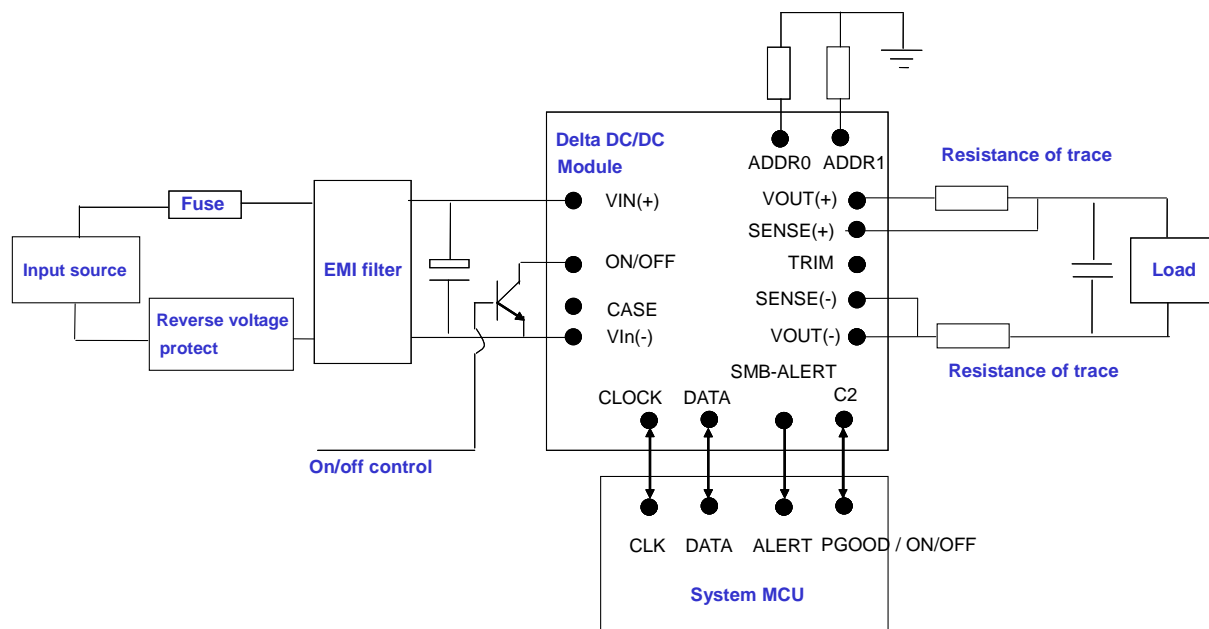 Delta DC/DC
Module
ADDR0 ADDR1
Resistance of trace
Fuse
VIN(+)
VOUT(+)
SENSE(+)
Input source
EMI filter
ON/OFF
TRIM
Load
CASE
SENSE(-)
Reverse voltage
protect
VIn(-)
VOUT(-)
SMB-ALERT
Resistance of trace
CLOCK DATA C2
On/off control
CLK DATA ALERT PGOOD / ON/OFF
System MCU